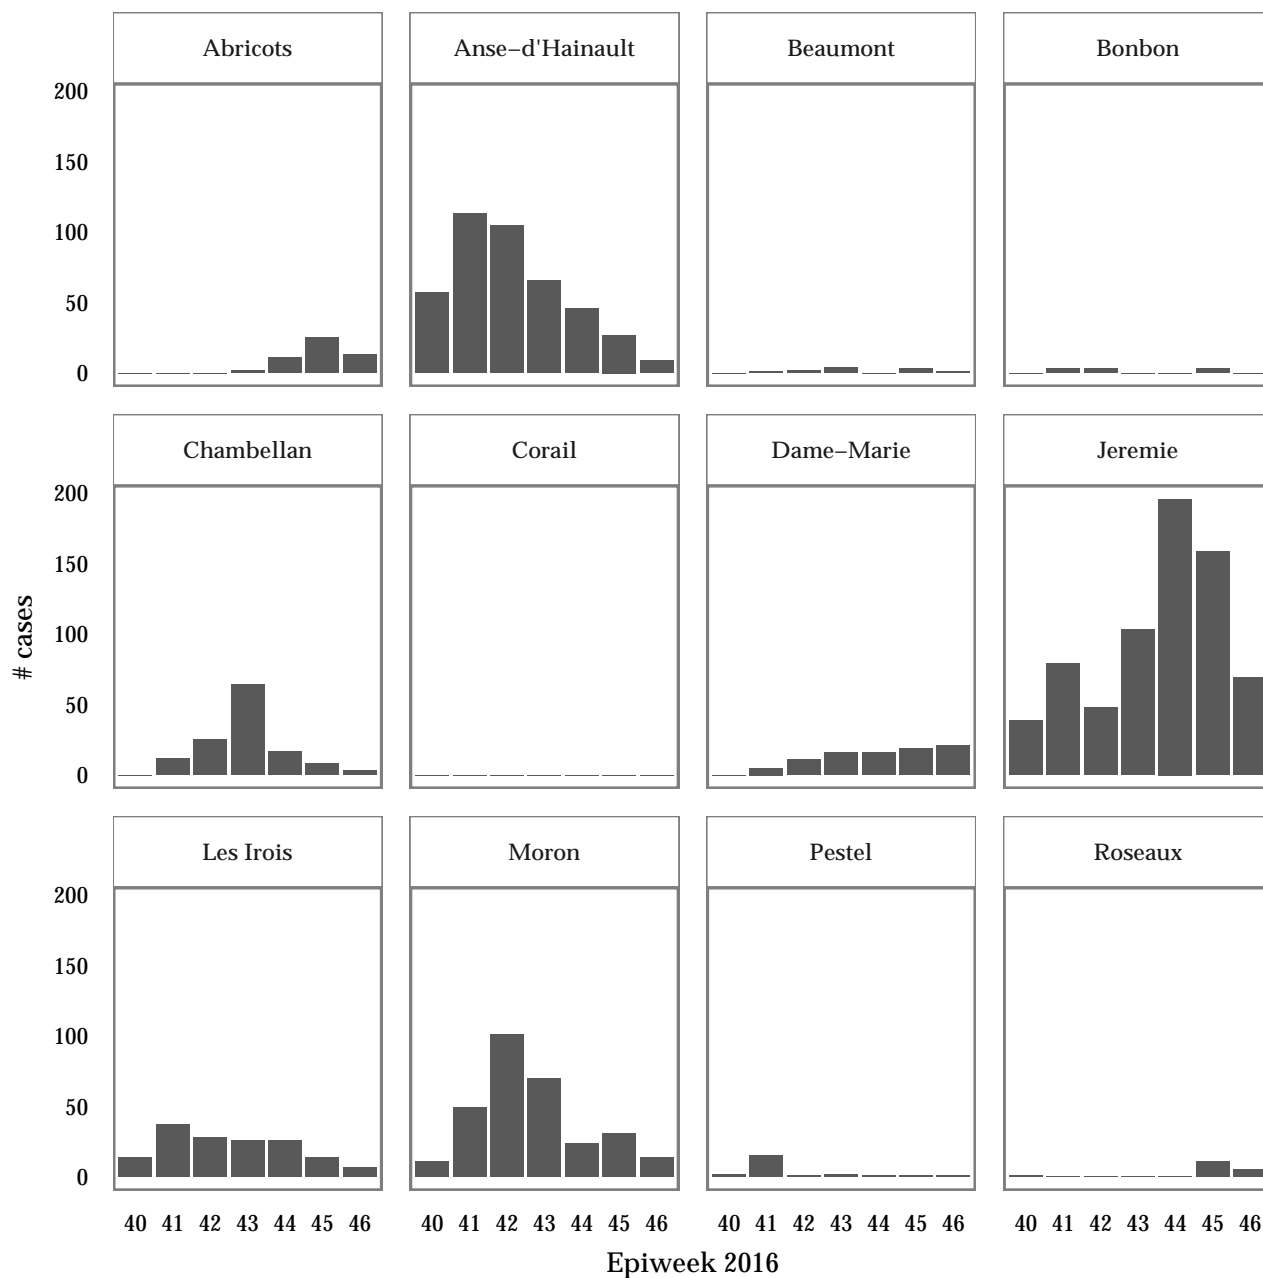 Abricots Anse−d'Hainault Beaumont Bonbon
200
150
100
50
0
Chambellan Corail Dame−Marie Jeremie
200
150
100
50
0
# cases
Les Irois Moron Pestel Roseaux
200
150
100
50
0
40 41 42 43 44 45 46 40 41 42 43 44 45 46 40 41 42 43 44 45 46 40 41 42 43 44 45 46
Epiweek 2016